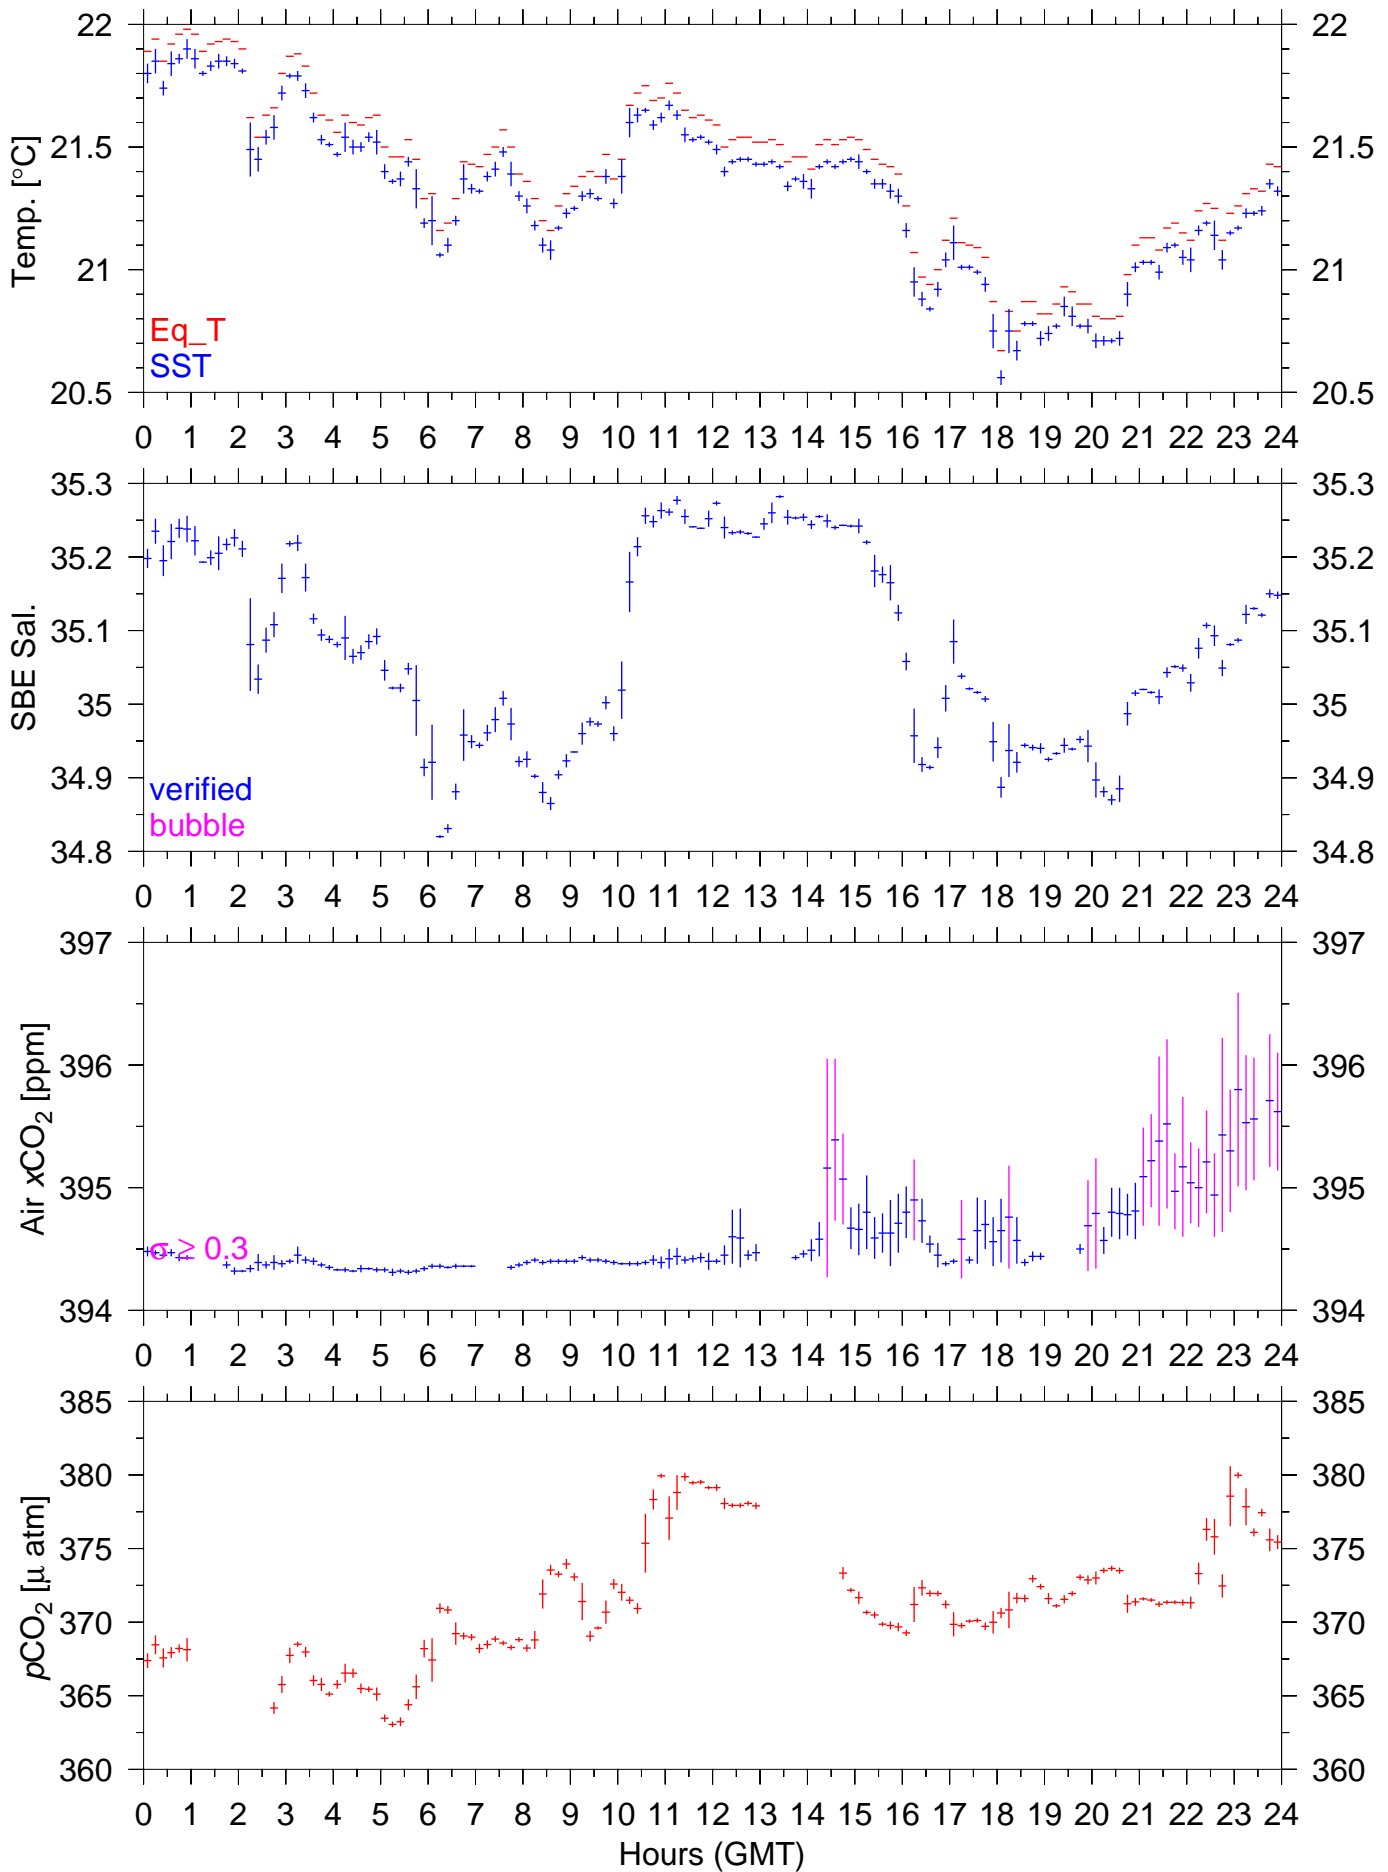 22 22
21.5 21.5
21 21
20.5 20.5
Temp. [°C]
Eq_T
SST
0 1 2 3 4 5 6 7 8 9 10 11 12 13 14 15 16 17 18 19 20 21 22 23 24
35.3 35.3
35.2 35.2
35.1 35.1
35 35
34.9 34.9
34.8 34.8
SBE Sal.
verified
bubble
0 1 2 3 4 5 6 7 8 9 10 11 12 13 14 15 16 17 18 19 20 21 22 23 24
397 397
396 396
395 395
394 394
Air xCO₂ [ppm]
σ ≥ 0.3
0 1 2 3 4 5 6 7 8 9 10 11 12 13 14 15 16 17 18 19 20 21 22 23 24
385 385
380 380
375 375
370 370
365 365
360 360
pCO₂ [μ atm]
0 1 2 3 4 5 6 7 8 9 10 11 12 13 14 15 16 17 18 19 20 21 22 23 24
Hours (GMT)